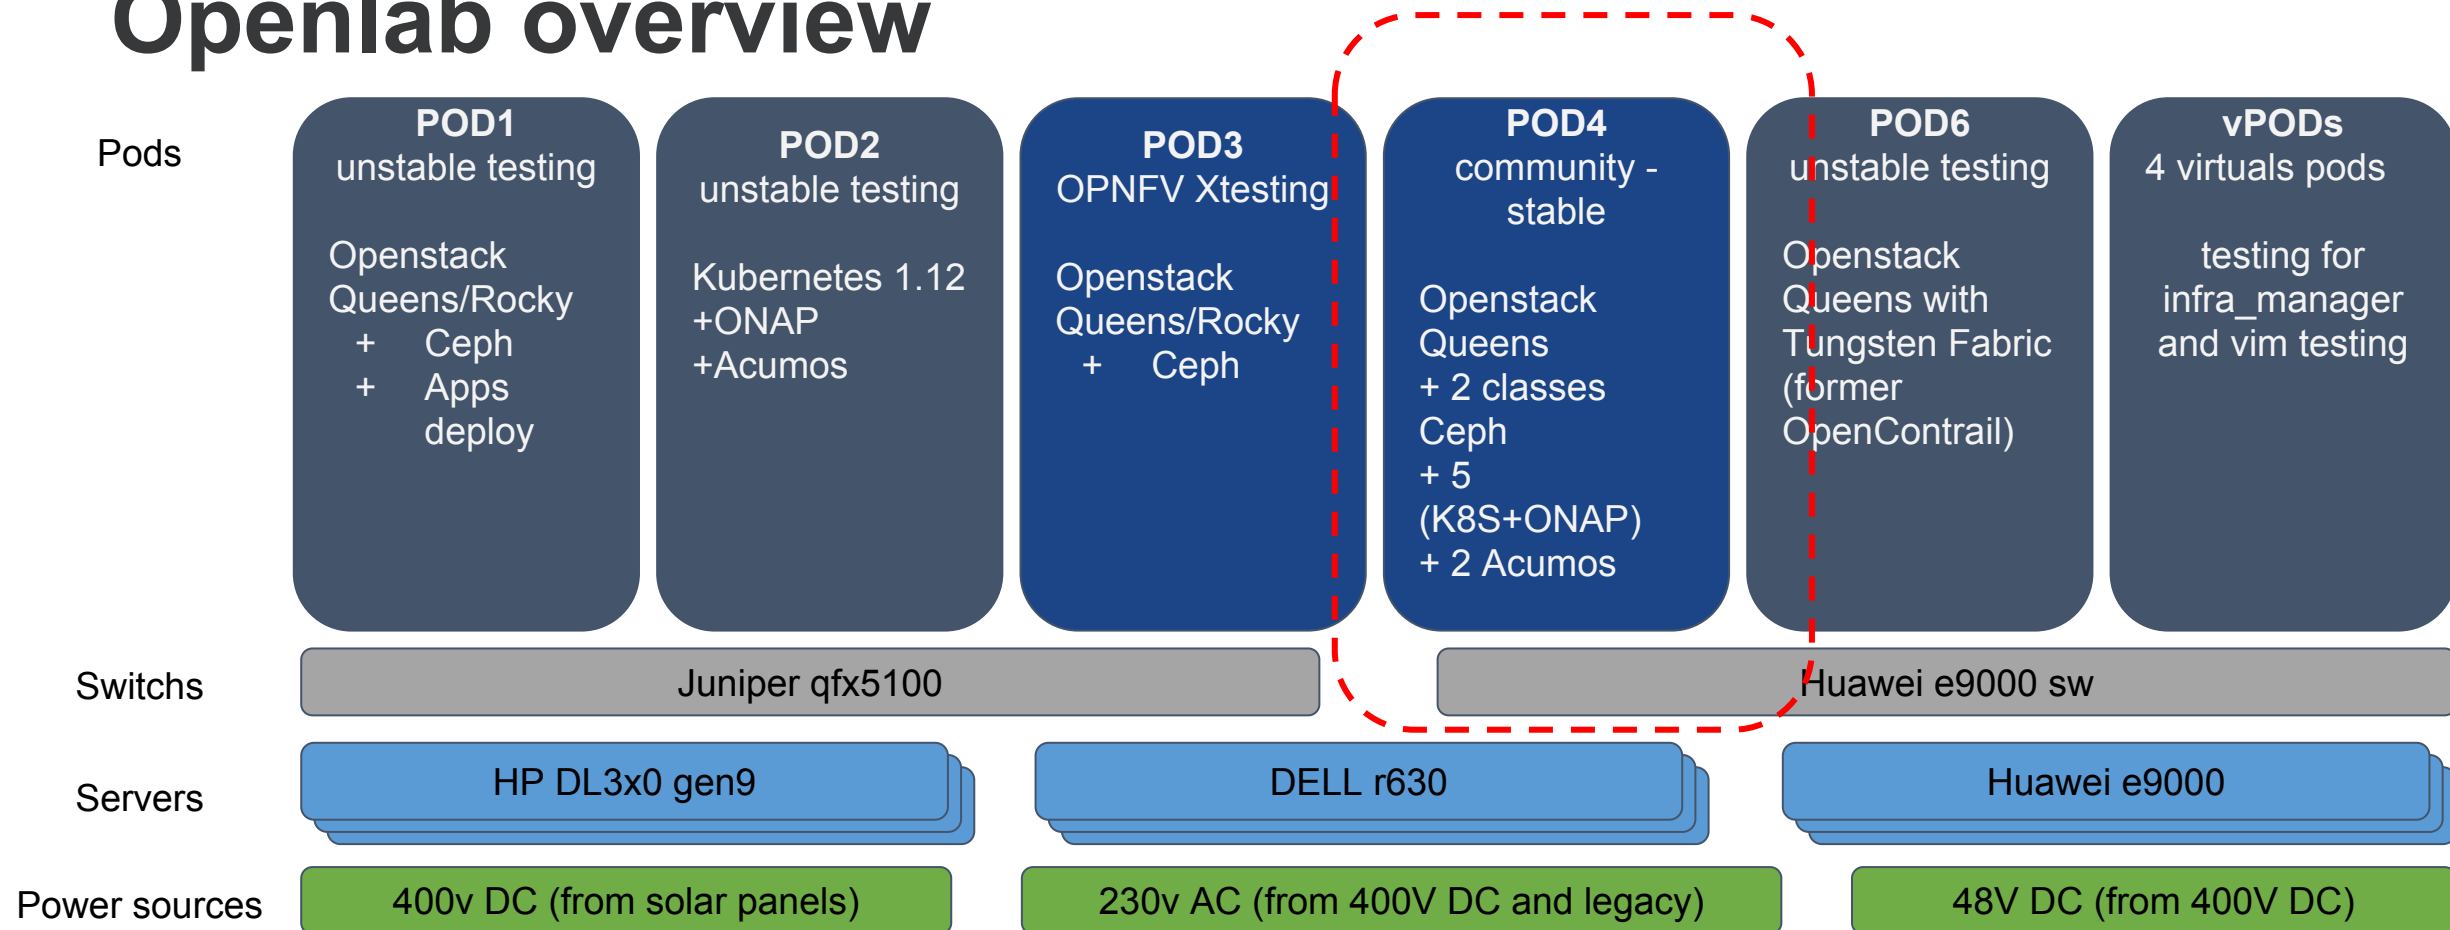 Openlab overview
Pods
POD1
unstable testing
Openstack
Queens/Rocky
+ Ceph
+ Apps
deploy
POD2
unstable testing
Kubernetes 1.12
+ONAP
+Acumos
POD3
OPNFV Xtesting
Openstack
Queens/Rocky
+ Ceph
POD4
community -
stable
Openstack
Queens
+ 2 classes
Ceph
+ 5
(K8S+ONAP)
+ 2 Acumos
POD6
unstable testing
Openstack
Queens with
Tungsten Fabric
(former
OpenContrail)
vPODs
4 virtuals pods
testing for
infra_manager
and vim testing
Switchs
Juniper qfx5100
Huawei e9000 sw
Servers
HP DL3x0 gen9
DELL r630
Huawei e9000
Power sources
400v DC (from solar panels)
230v AC (from 400V DC and legacy)
48V DC (from 400V DC)